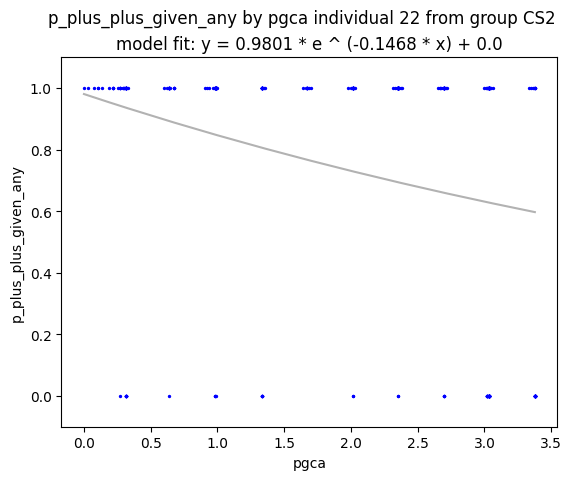 p_plus_plus_given_any by pgca individual 22 from group CS2
model fit: y = 0.9801 * e ^ (-0.1468 * x) + 0.0
p_plus_plus_given_any
1.0
0.8
0.6
0.4
0.2
0.0
0.0 0.5 1.0 1.5 2.0 2.5 3.0 3.5
pgca